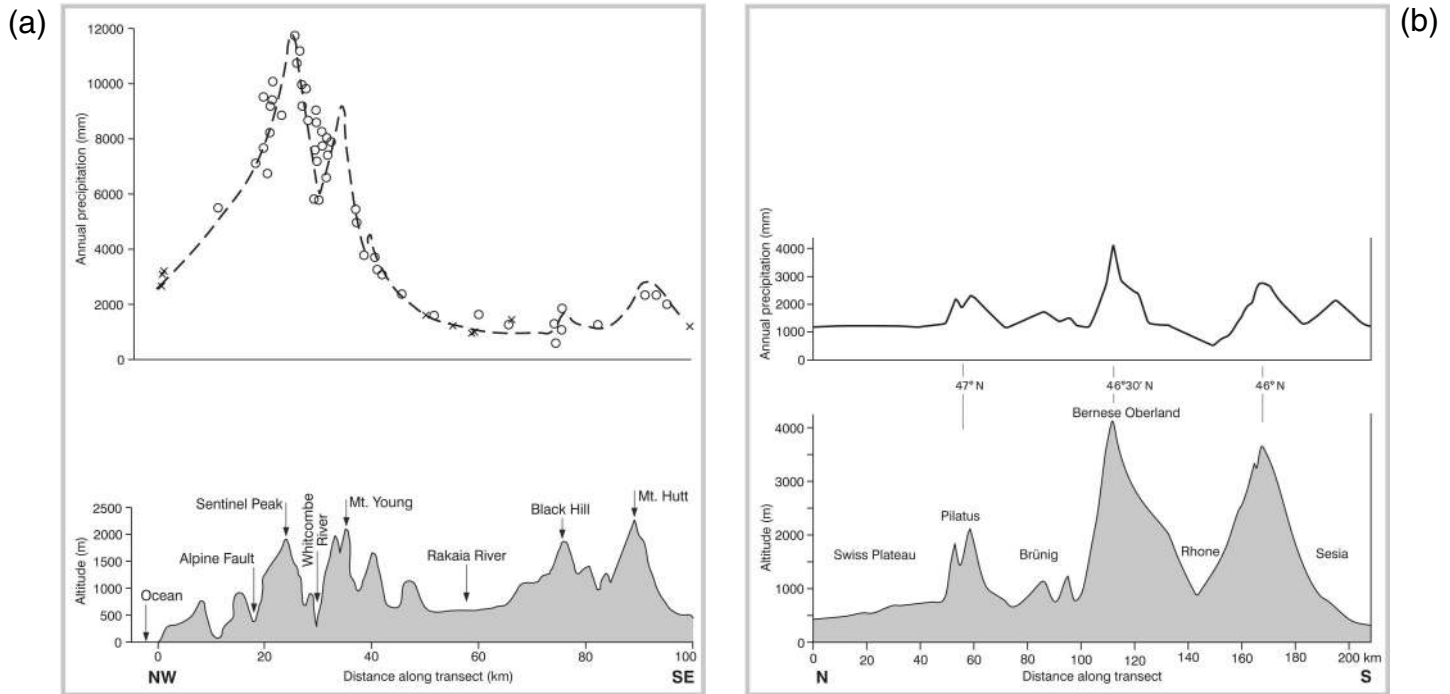 (a)
Annual precipitation (mm)
12000
10000
8000
6000
4000
2000
0
Altitude (m)
2500
2000
1500
1000
500
0
Ocean
Alpine Fault
Sentinel Peak
Whitcombe
River
Mt. Young
Rakaia River
Black Hill
Mt. Hutt
0
20
40
60
80
100
NW
Distance along transect (km)
SE
(b)
Annual precipitation (mm)
4000
3000
2000
1000
0
47° N
46°30′ N
46° N
Altitude (m)
4000
3000
2000
1000
0
Swiss Plateau
Pilatus
Brünig
Bernese Oberland
Rhone
Sesia
0
20
40
60
80
100
120
140
160
180
200 km
N
Distance along transect
S